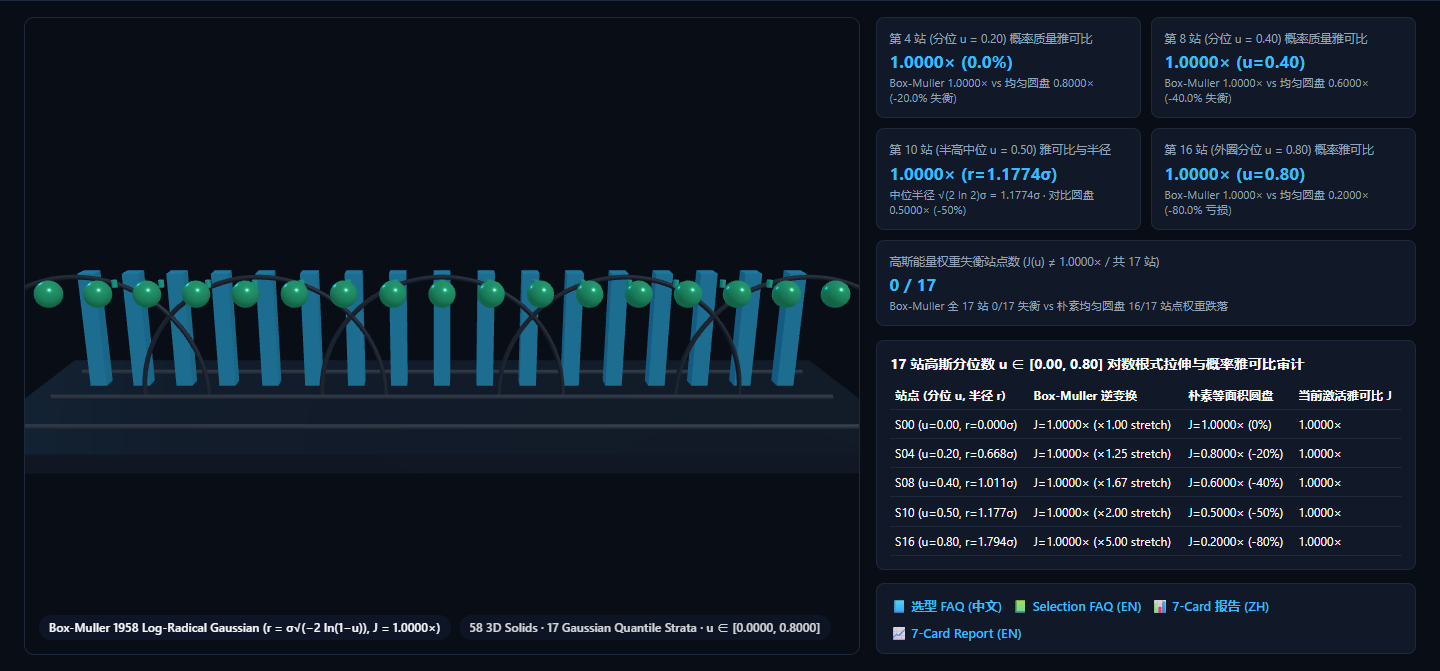 第 4 站 (分位 u = 0.20) 概率质量雅可比
1.0000× (0.0%)
Box-Muller 1.0000× vs 均匀圆盘 0.8000×
(-20.0% 失衡)
第 8 站 (分位 u = 0.40) 概率质量雅可比
1.0000× (u=0.40)
Box-Muller 1.0000× vs 均匀圆盘 0.6000×
(-40.0% 失衡)
第 10 站 (半高中位 u = 0.50) 雅可比与半径
1.0000× (r=1.1774σ)
中位半径 √(2 ln 2)σ = 1.1774σ · 对比圆盘
0.5000× (-50%)
第 16 站 (外圈分位 u = 0.80) 概率雅可比
1.0000× (u=0.80)
Box-Muller 1.0000× vs 均匀圆盘 0.2000×
(-80.0% 亏损)
高斯能量权重失衡站点数 (J(u) ≠ 1.0000× / 共 17 站)
0 / 17
Box-Muller 全 17 站 0/17 失衡 vs 朴素均匀圆盘 16/17 站点权重跌落
17 站高斯分位数 u ∈ [0.00, 0.80] 对数根式拉伸与概率雅可比审计
站点 (分位 u, 半径 r) Box-Muller 逆变换 朴素等面积圆盘 当前激活雅可比 J
S00 (u=0.00, r=0.000σ) J=1.0000× (×1.00 stretch) J=1.0000× (0%) 1.0000×
S04 (u=0.20, r=0.668σ) J=1.0000× (×1.25 stretch) J=0.8000× (-20%) 1.0000×
S08 (u=0.40, r=1.011σ) J=1.0000× (×1.67 stretch) J=0.6000× (-40%) 1.0000×
S10 (u=0.50, r=1.177σ) J=1.0000× (×2.00 stretch) J=0.5000× (-50%) 1.0000×
S16 (u=0.80, r=1.794σ) J=1.0000× (×5.00 stretch) J=0.2000× (-80%) 1.0000×
选型 FAQ (中文) Selection FAQ (EN) 7-Card 报告 (ZH)
7-Card Report (EN)
Box-Muller 1958 Log-Radical Gaussian (r = σ√(−2 ln(1−u)), J = 1.0000×)
58 3D Solids · 17 Gaussian Quantile Strata · u ∈ [0.0000, 0.8000]